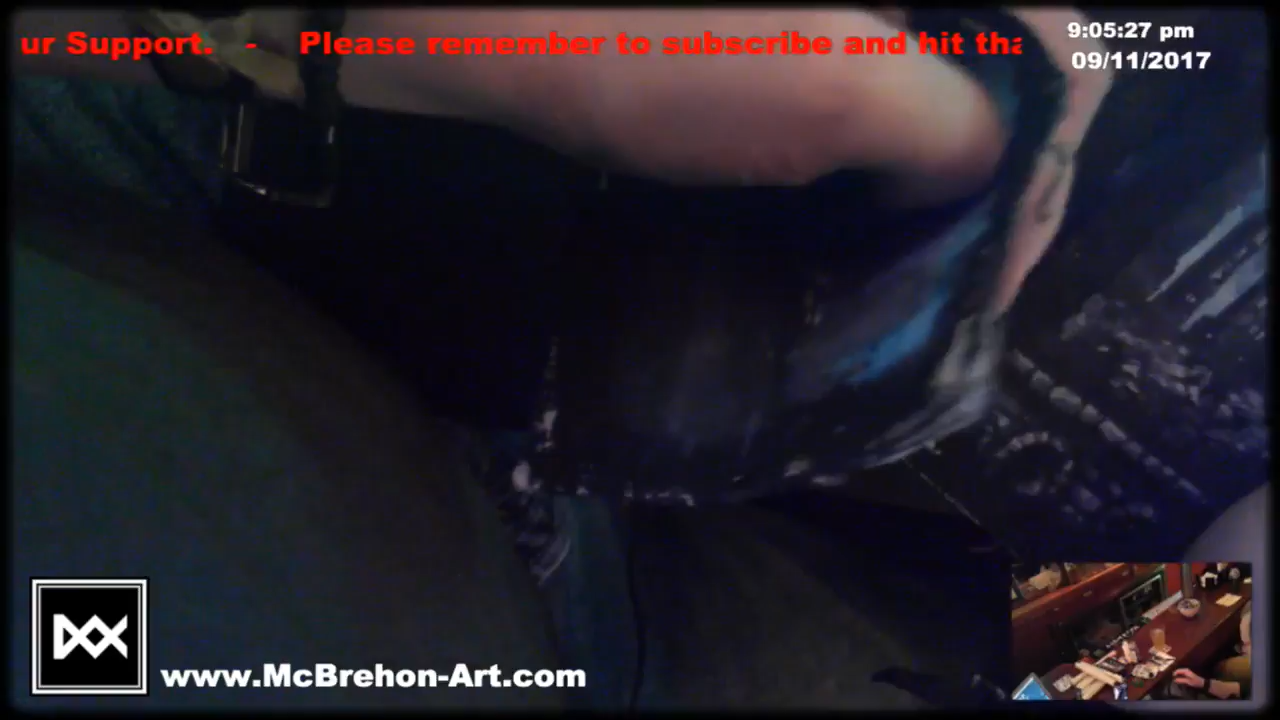 ur Support. - Please remember to subscribe and hit tha
9:05:27 pm
09/11/2017
www.McBrehon-Art.com